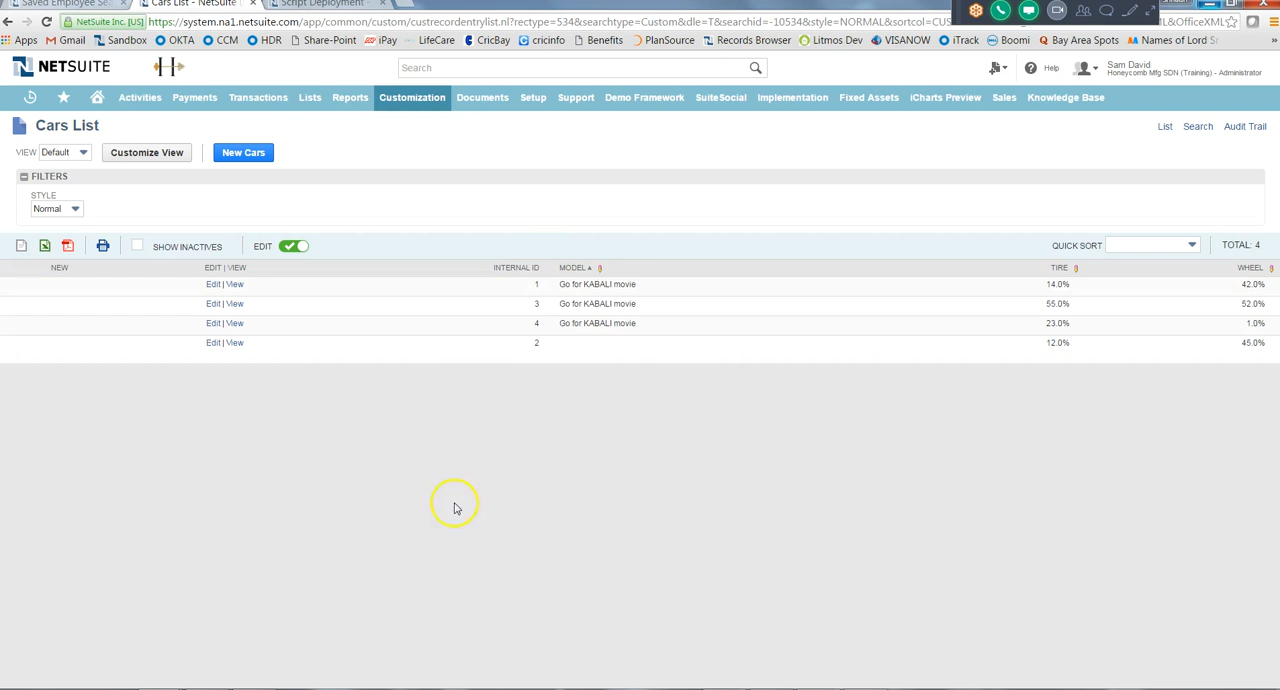 Saved Employee Sea
Cars List - NetSuite
Script Deployment -
NetSuite Inc. [US]
https://system.na1.netsuite.com/app/common/custom/custrecordentrylist.nl?rectype=534&searchtype=Custom&dle=T&searchid=-10534&style=NORMAL&sortcol=CUS
L&OfficeXML
Apps Gmail Sandbox OKTA CCM HDR Share-Point iPay LifeCare CricBay cricinfo Benefits PlanSource Records Browser Litmos Dev VISANOW iTrack Boomi Bay Area Spots Names of Lord Sr »
NETSUITE
Search
Help
Sam David
Honeycomb Mfg SDN (Training) - Administrator
Activities Payments Transactions Lists Reports Customization Documents Setup Support Demo Framework SuiteSocial Implementation Fixed Assets iCharts Preview Sales Knowledge Base
Cars List
List Search Audit Trail
VIEW Default Customize View New Cars
FILTERS
STYLE
Normal
SHOW INACTIVES EDIT QUICK SORT TOTAL: 4
NEW EDIT | VIEW INTERNAL ID MODEL TIRE WHEEL
Edit | View 1 Go for KABALI movie 14.0% 42.0%
Edit | View 3 Go for KABALI movie 55.0% 52.0%
Edit | View 4 Go for KABALI movie 23.0% 1.0%
Edit | View 2 12.0% 45.0%